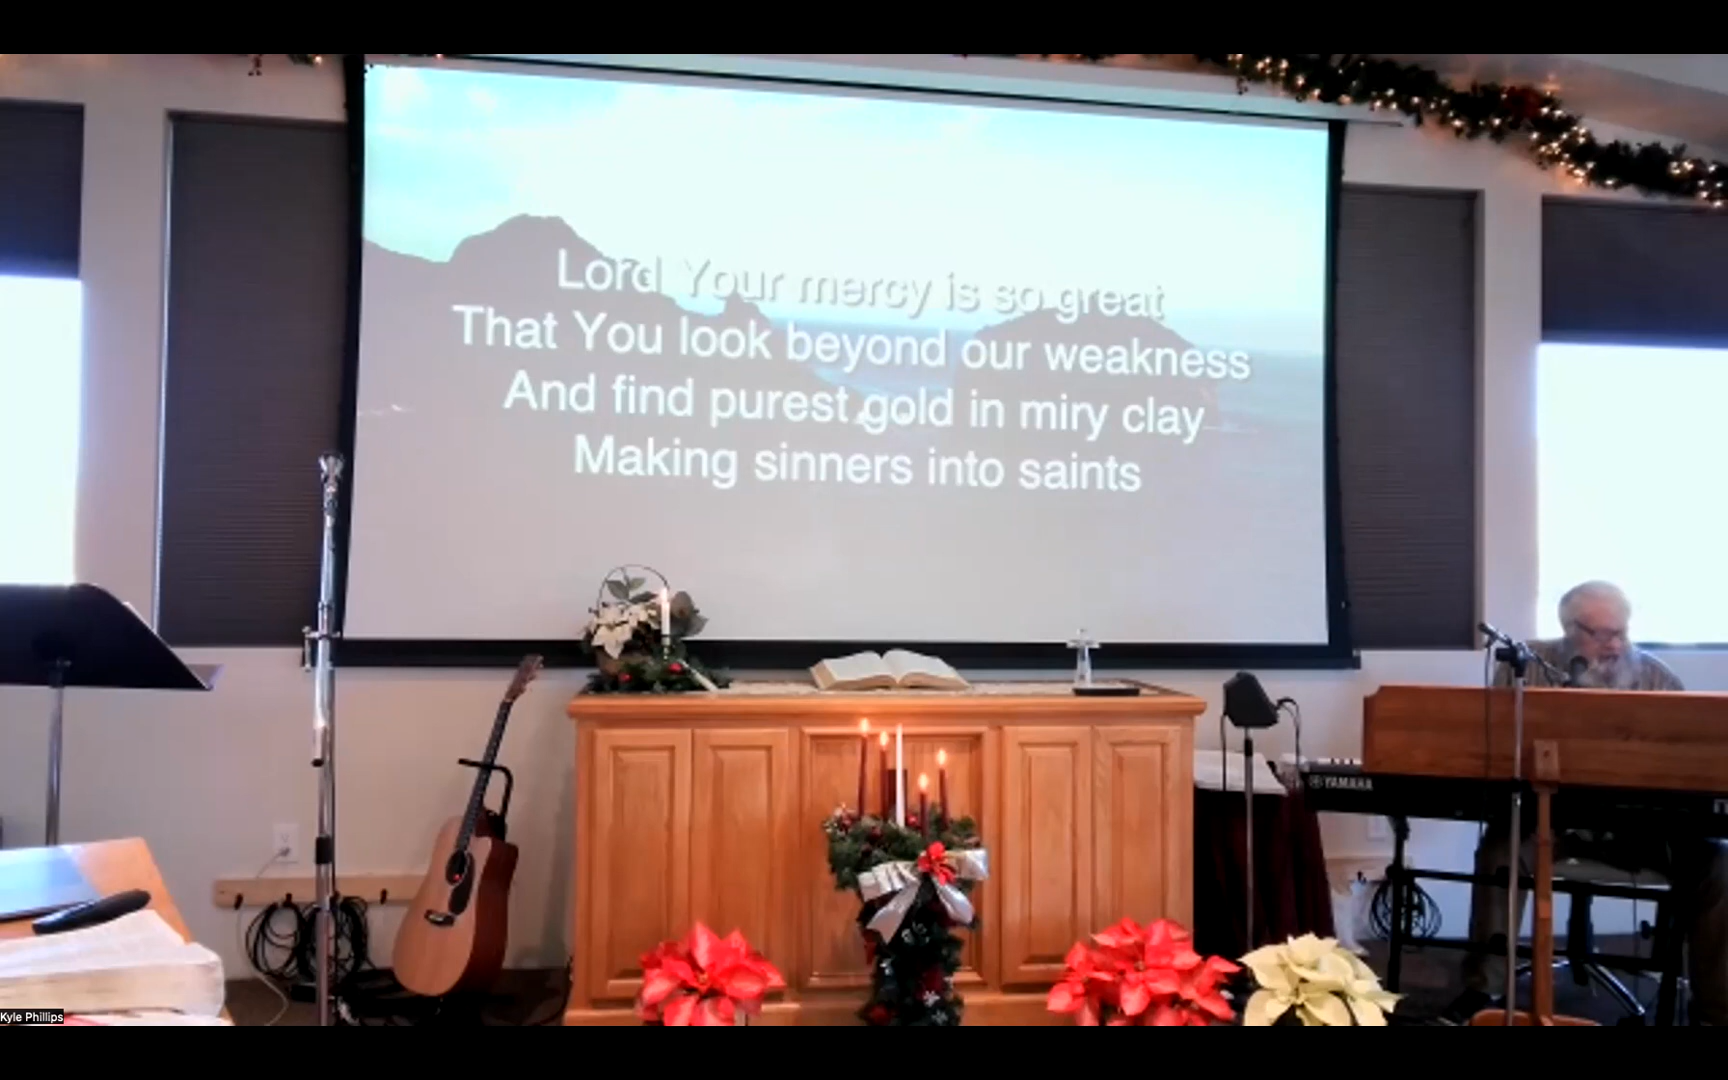 Lord Your mercy is so great
That You look beyond our weakness
And find purest gold in miry clay
Making sinners into saints
YAMAHA
Kyle Phillips